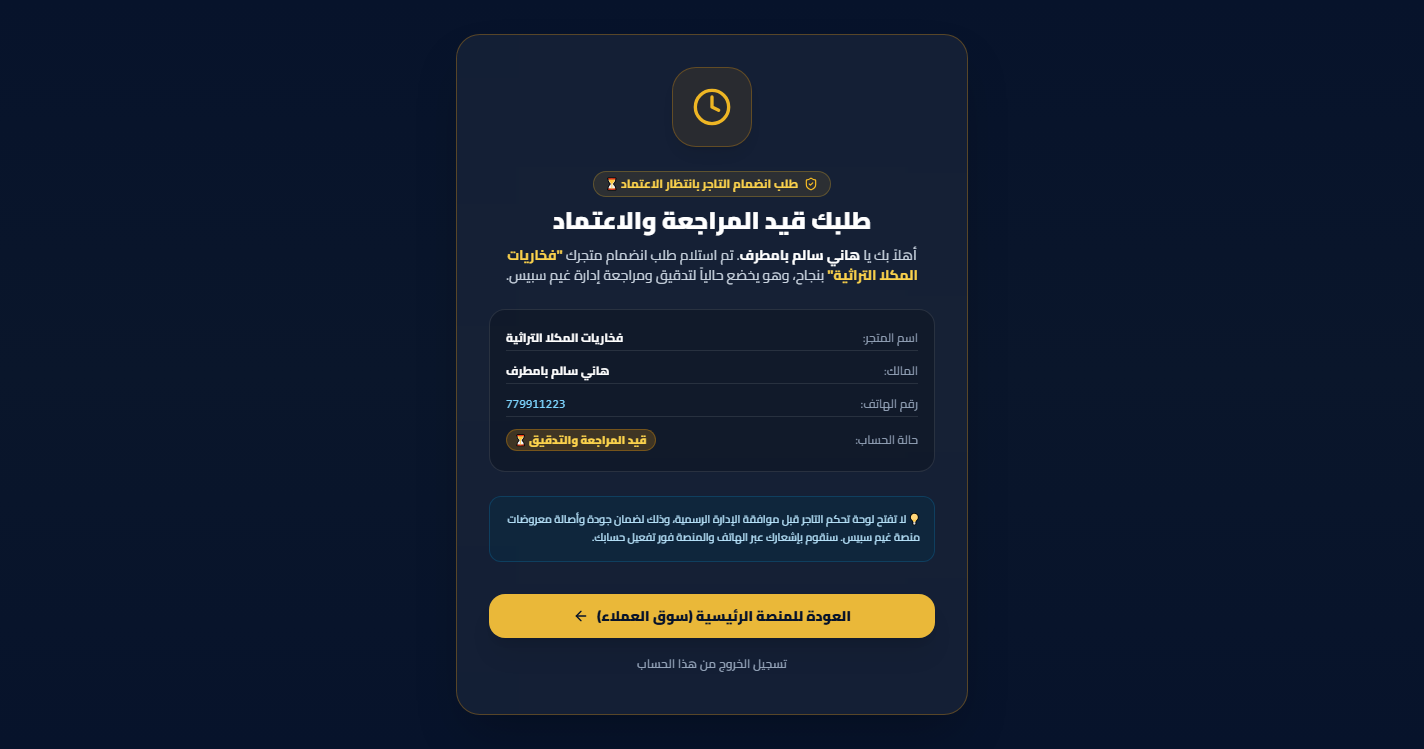 طلب انضمام التاجر بانتظار الاعتماد ⏳
طلبك قيد المراجعة والاعتماد
أهلاً بك يا هاني سالم بامطرف. تم استلام طلب انضمام متجرك "فخاريات
المكلا التراثية" بنجاح، وهو يخضع حالياً لتدقيق ومراجعة إدارة غيم سبيس.
اسم المتجر: فخاريات المكلا التراثية
المالك: هاني سالم بامطرف
رقم الهاتف: 779911223
حالة الحساب: قيد المراجعة والتدقيق ⏳
💡 لا تفتح لوحة تحكم التاجر قبل موافقة الإدارة الرسمية، وذلك لضمان جودة وأصالة معروضات
منصة غيم سبيس. سنقوم بإشعارك عبر الهاتف والمنصة فور تفعيل حسابك.
العودة للمنصة الرئيسية (سوق العملاء) ←
تسجيل الخروج من هذا الحساب